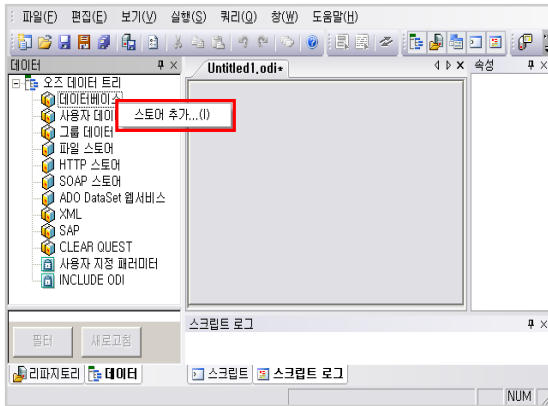 파일(F) 편집(E) 보기(V) 실행(S) 쿼리(Q) 창(W) 도움말(H)
데이터
Untitled1.odi*
속성
오즈 데이터 트리
데이터베이스
사용자 데이
스토어 추가...(I)
그룹 데이터
파일 스토어
HTTP 스토어
SOAP 스토어
ADO DataSet 웹서비스
XML
SAP
CLEAR QUEST
사용자 지정 패러미터
INCLUDE ODI
스크립트 로그
필터 새로고침
리파지토리 데이터 스크립트 스크립트 로그
NUM